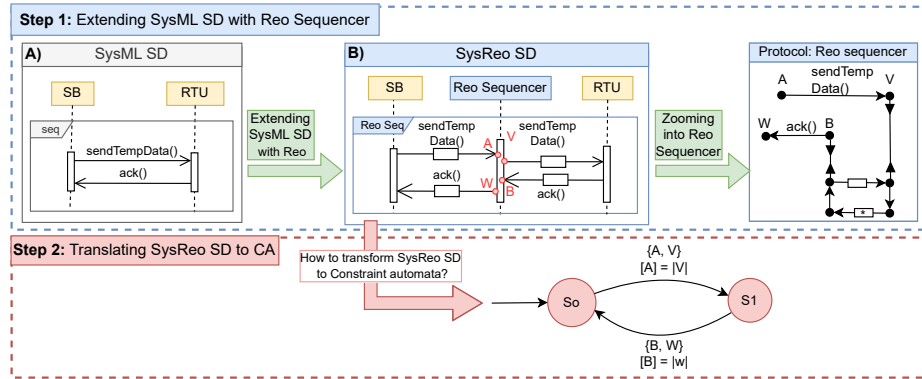 Step 1: Extending SysML SD with Reo Sequencer
A)
SysML SD
SB
RTU
seq
sendTempData()
ack()
Extending
SysML SD
with Reo
B)
SysReo SD
SB
Reo Sequencer
RTU
Reo Seq
sendTemp
Data()
A
V
sendTemp
Data()
ack()
W
B
ack()
Zooming
into Reo
Sequencer
Protocol: Reo sequencer
A
sendTemp
Data()
V
W
ack()
B
*
Step 2: Translating SysReo SD to CA
How to transform SysReo SD
to Constraint automata?
{A, V}
[A] = |V|
So
S1
{B, W}
[B] = |w|